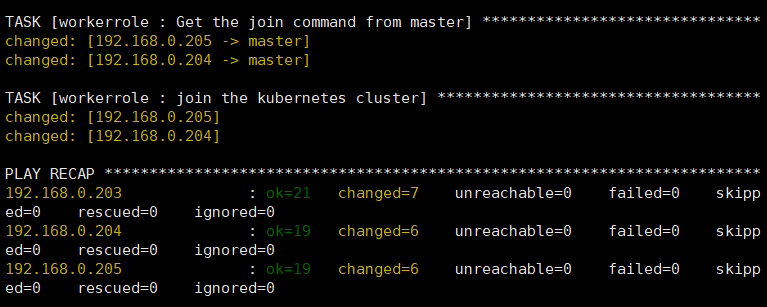 TASK [workerrole : Get the join command from master] *******************************
changed: [192.168.0.205 -> master]
changed: [192.168.0.204 -> master]
TASK [workerrole : join the kubernetes cluster] ************************************
changed: [192.168.0.205]
changed: [192.168.0.204]
PLAY RECAP *************************************************************************
192.168.0.203              : ok=21   changed=7    unreachable=0    failed=0    skipp
ed=0    rescued=0    ignored=0
192.168.0.204              : ok=19   changed=6    unreachable=0    failed=0    skipp
ed=0    rescued=0    ignored=0
192.168.0.205              : ok=19   changed=6    unreachable=0    failed=0    skipp
ed=0    rescued=0    ignored=0